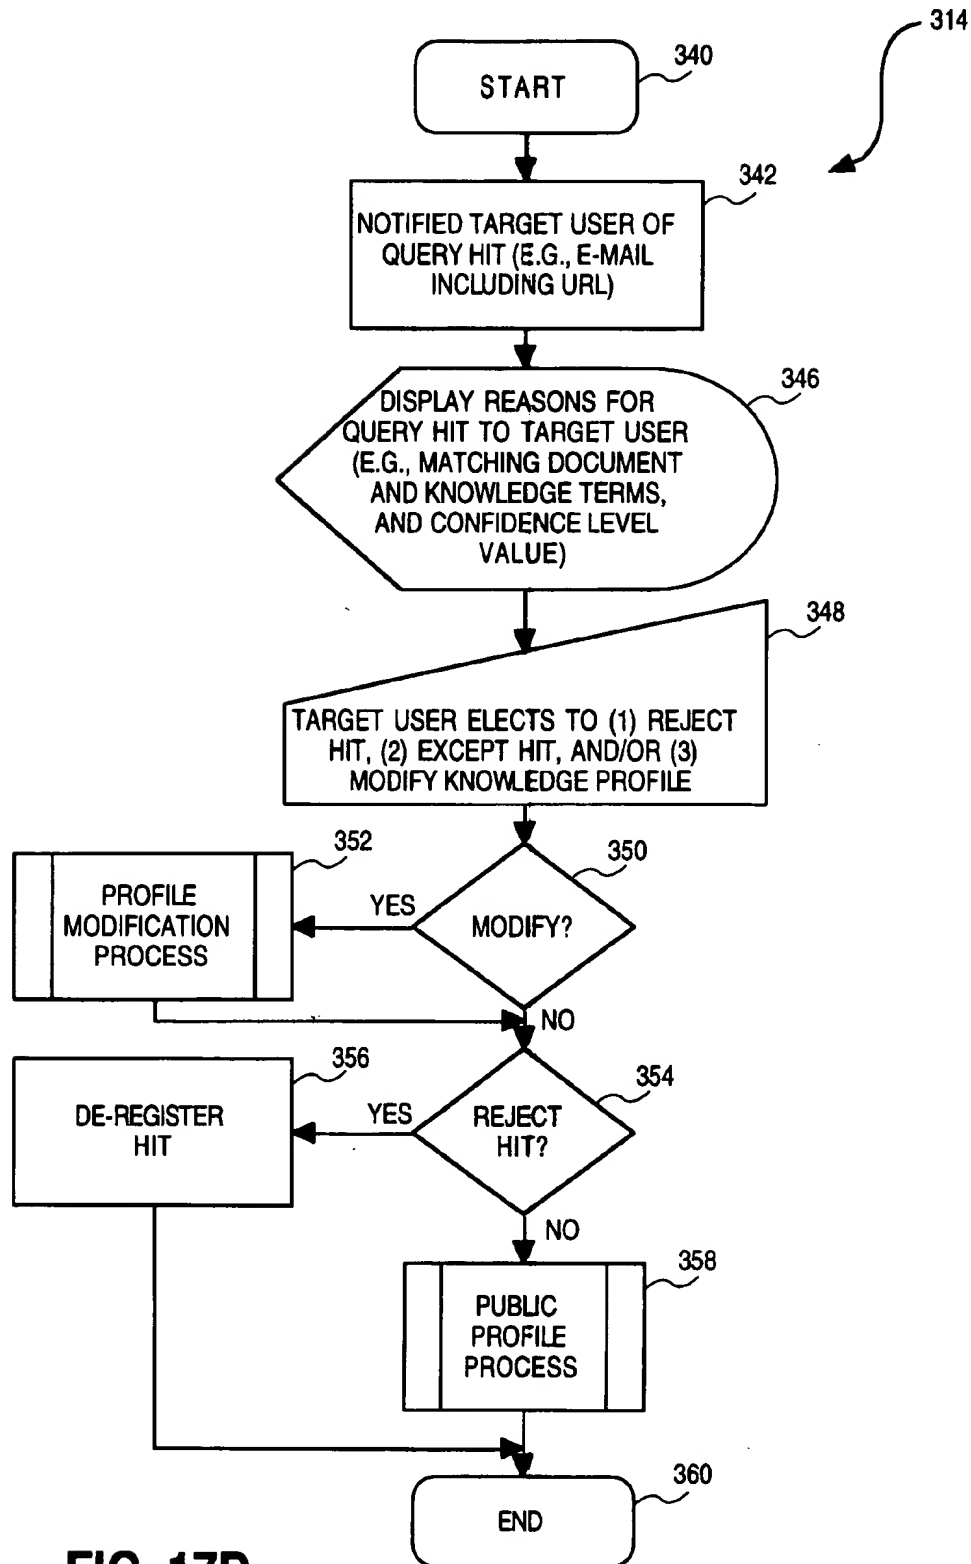 314
START
340
342
NOTIFIED TARGET USER OF
QUERY HIT (E.G., E-MAIL
INCLUDING URL)
346
DISPLAY REASONS FOR
QUERY HIT TO TARGET USER
(E.G., MATCHING DOCUMENT
AND KNOWLEDGE TERMS,
AND CONFIDENCE LEVEL
VALUE)
348
TARGET USER ELECTS TO (1) REJECT
HIT, (2) EXCEPT HIT, AND/OR (3)
MODIFY KNOWLEDGE PROFILE
352
350
PROFILE
MODIFICATION
PROCESS
YES
MODIFY?
NO
356
354
DE-REGISTER
HIT
YES
REJECT
HIT?
NO
358
PUBLIC
PROFILE
PROCESS
360
END
FIG. 17D